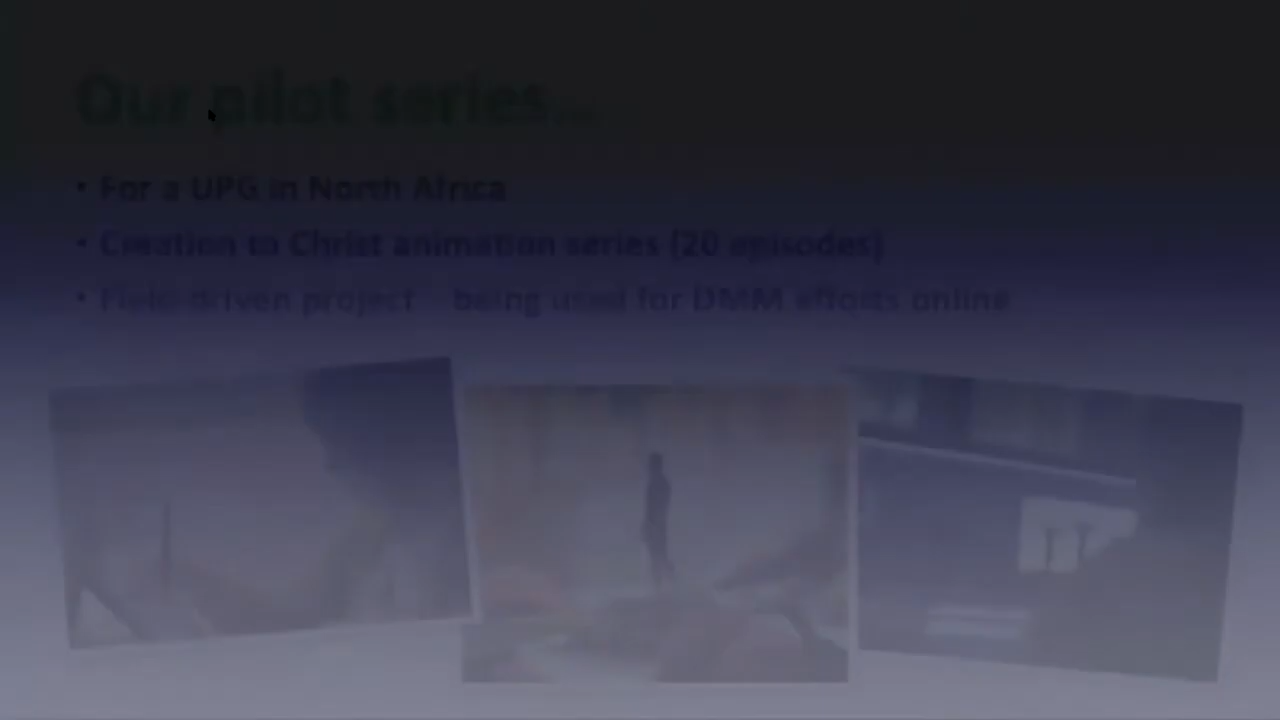 Our pilot series...
• For a UPG in North Africa
• Creation to Christ animation series (20 episodes)
• Field driven project being used for DMM efforts online